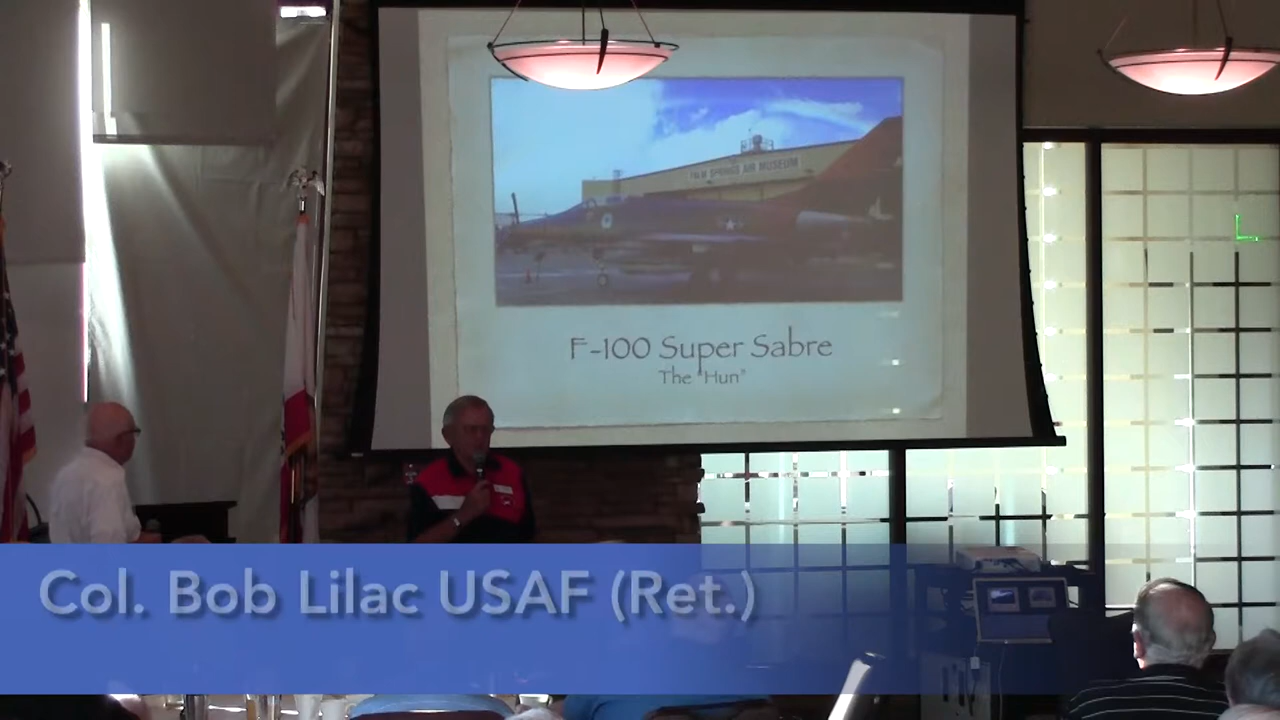 PALM SPRINGS AIR MUSEUM
F-100 Super Sabre
The "Hun"
Col. Bob Lilac USAF (Ret.)